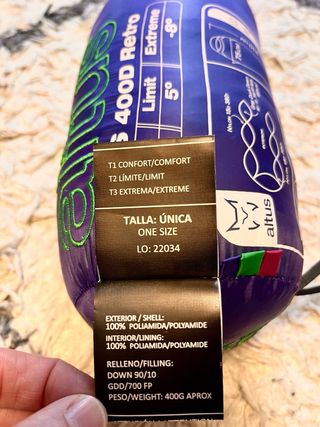 altus
S 400D Retro
Limit Extreme
5º -8º
altus
T1 CONFORT/COMFORT
T2 LÍMITE/LIMIT
T3 EXTREMA/EXTREME
TALLA: ÚNICA
ONE SIZE
LO: 22034
EXTERIOR / SHELL:
100% POLIAMIDA/POLYAMIDE
INTERIOR/LINING:
100% POLIAMIDA/POLYAMIDE
RELLENO/FILLING:
DOWN 90/10
GDD/700 FP
PESO/WEIGHT: 400G APROX